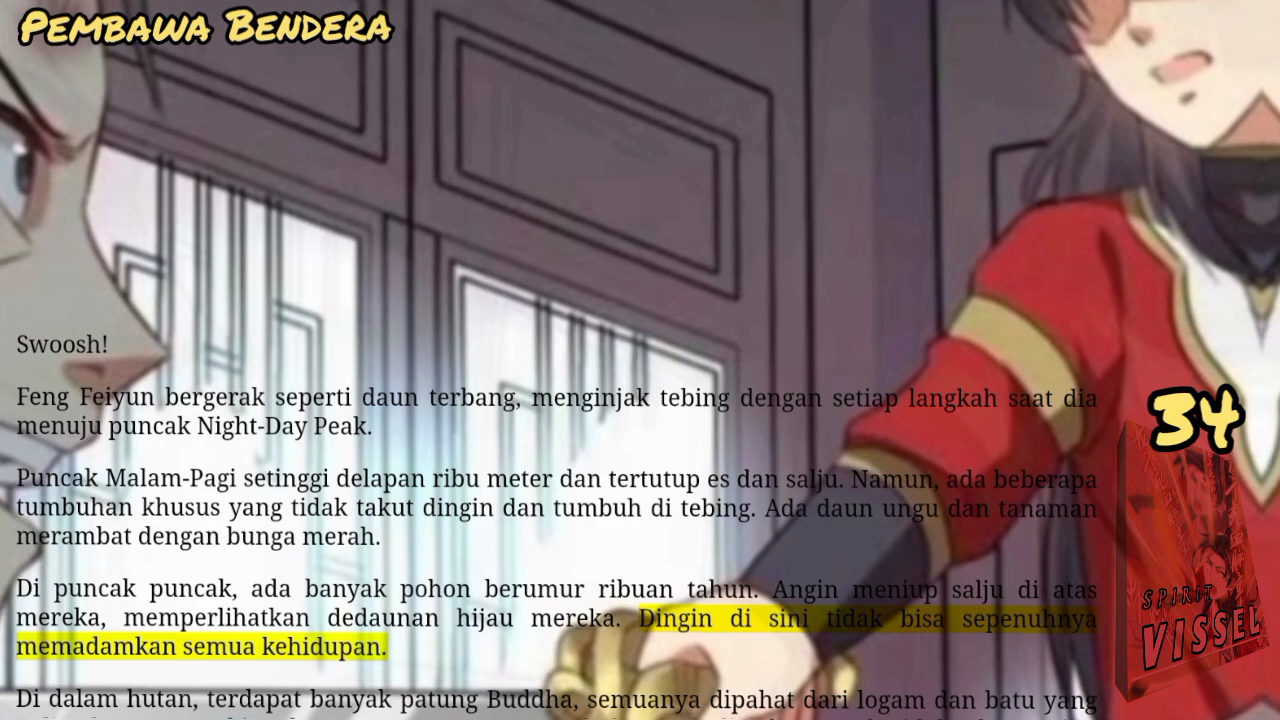 Pembawa Bendera
Swoosh!
Feng Feiyun bergerak seperti daun terbang, menginjak tebing dengan setiap langkah saat dia
menuju puncak Night-Day Peak.
Puncak Malam-Pagi setinggi delapan ribu meter dan tertutup es dan salju. Namun, ada beberapa
tumbuhan khusus yang tidak takut dingin dan tumbuh di tebing. Ada daun ungu dan tanaman
merambat dengan bunga merah.
Di puncak puncak, ada banyak pohon berumur ribuan tahun. Angin meniup salju di atas
mereka, memperlihatkan dedaunan hijau mereka. Dingin di sini tidak bisa sepenuhnya
memadamkan semua kehidupan.
Di dalam hutan, terdapat banyak patung Buddha, semuanya dipahat dari logam dan batu yang
34
SPIRIT
VISSEL